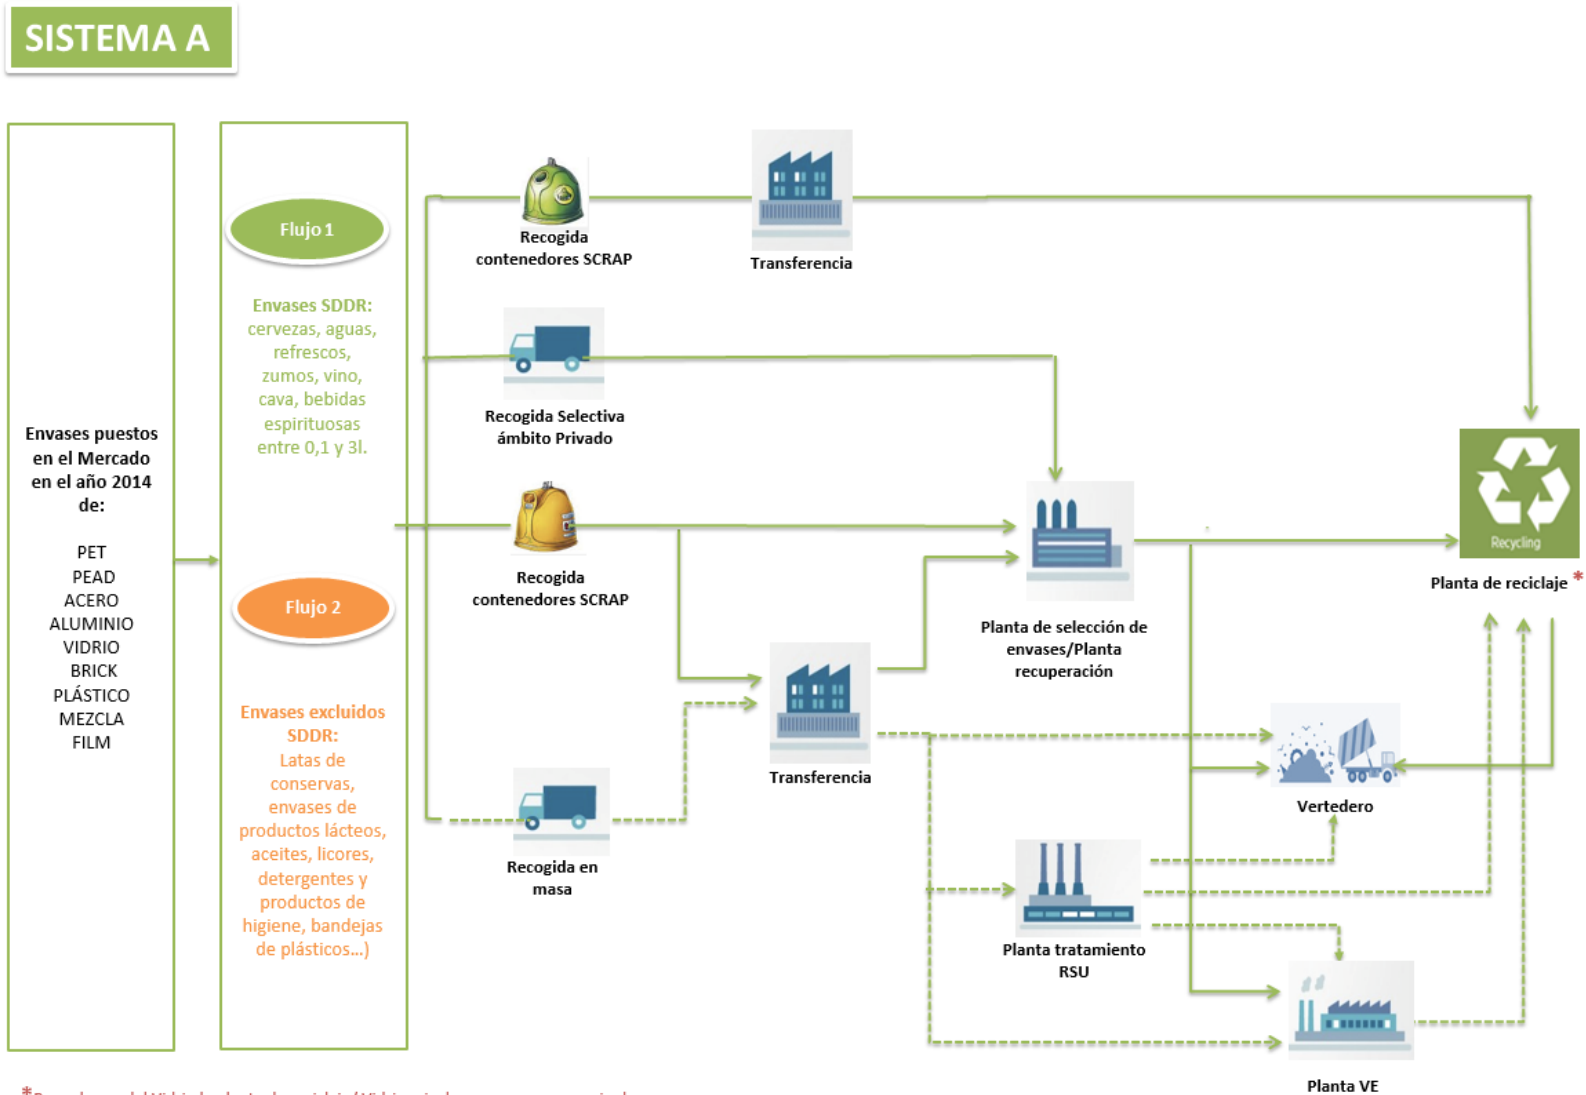 SISTEMA A
Envases puestos
en el Mercado
en el año 2014
de:
PET
PEAD
ACERO
ALUMINIO
VIDRIO
BRICK
PLÁSTICO
MEZCLA
FILM
Flujo 1
Envases SDDR:
cervezas, aguas,
refrescos,
zumos, vino,
cava, bebidas
espirituosas
entre 0,1 y 3l.
Flujo 2
Envases excluidos
SDDR:
Latas de
conservas,
envases de
productos lácteos,
aceites, licores,
detergentes y
productos de
higiene, bandejas
de plásticos...)
Recogida
contenedores SCRAP
Transferencia
Recogida Selectiva
ámbito Privado
Recogida
contenedores SCRAP
Planta de selección de
envases/Planta
recuperación
Recycling
Planta de reciclaje *
Transferencia
Recogida en
masa
Vertedero
Planta tratamiento
RSU
Planta VE
*